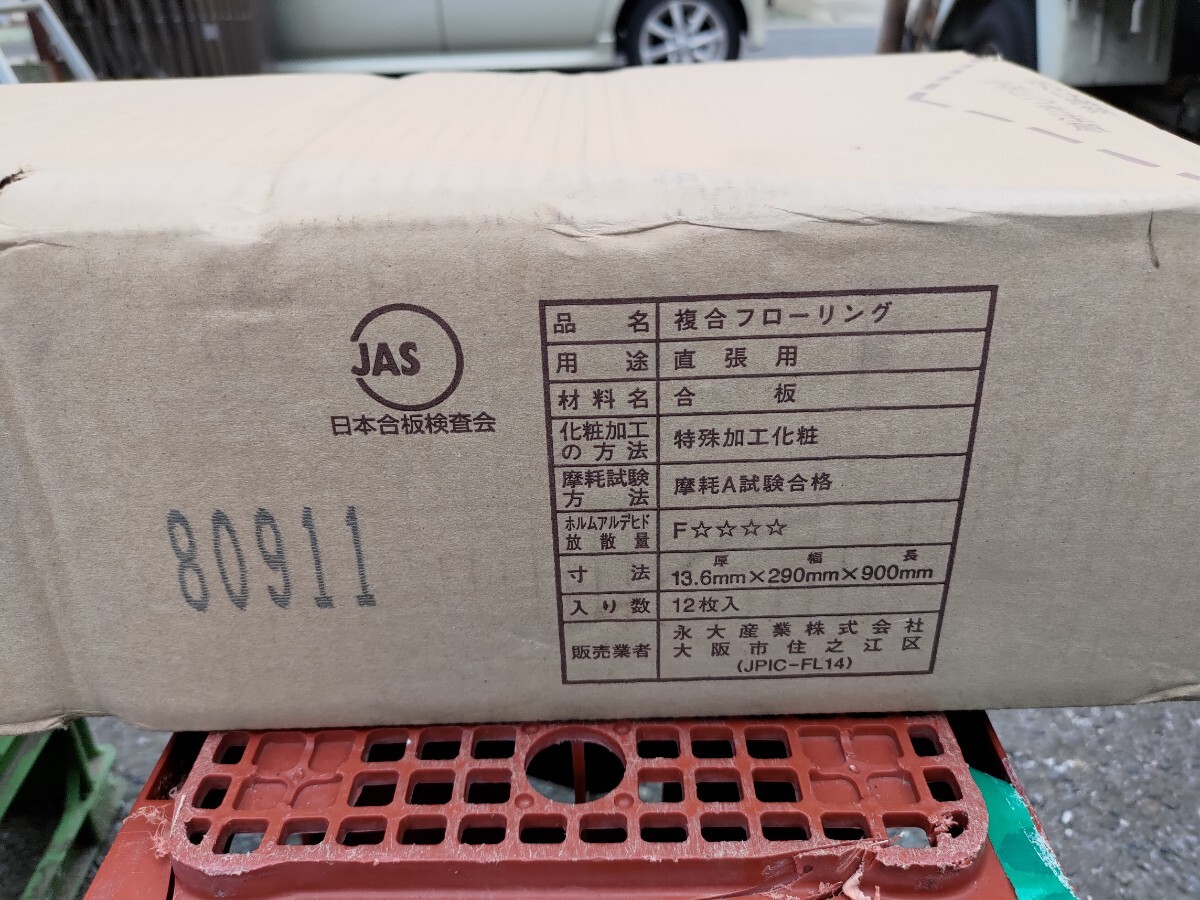 JAS
日本合板検査会
80911
品名 複合フローリング
用途 直張用
材料名 合板
化粧加工の方法 特殊加工化粧
摩耗試験方法 摩耗A試験合格
ホルムアルデヒド放散量 F☆☆☆☆
厚 幅 長
寸法 13.6mm×290mm×900mm
入り数 12枚入
販売業者 永大産業株式会社
大阪市住之江区
(JPIC-FL14)